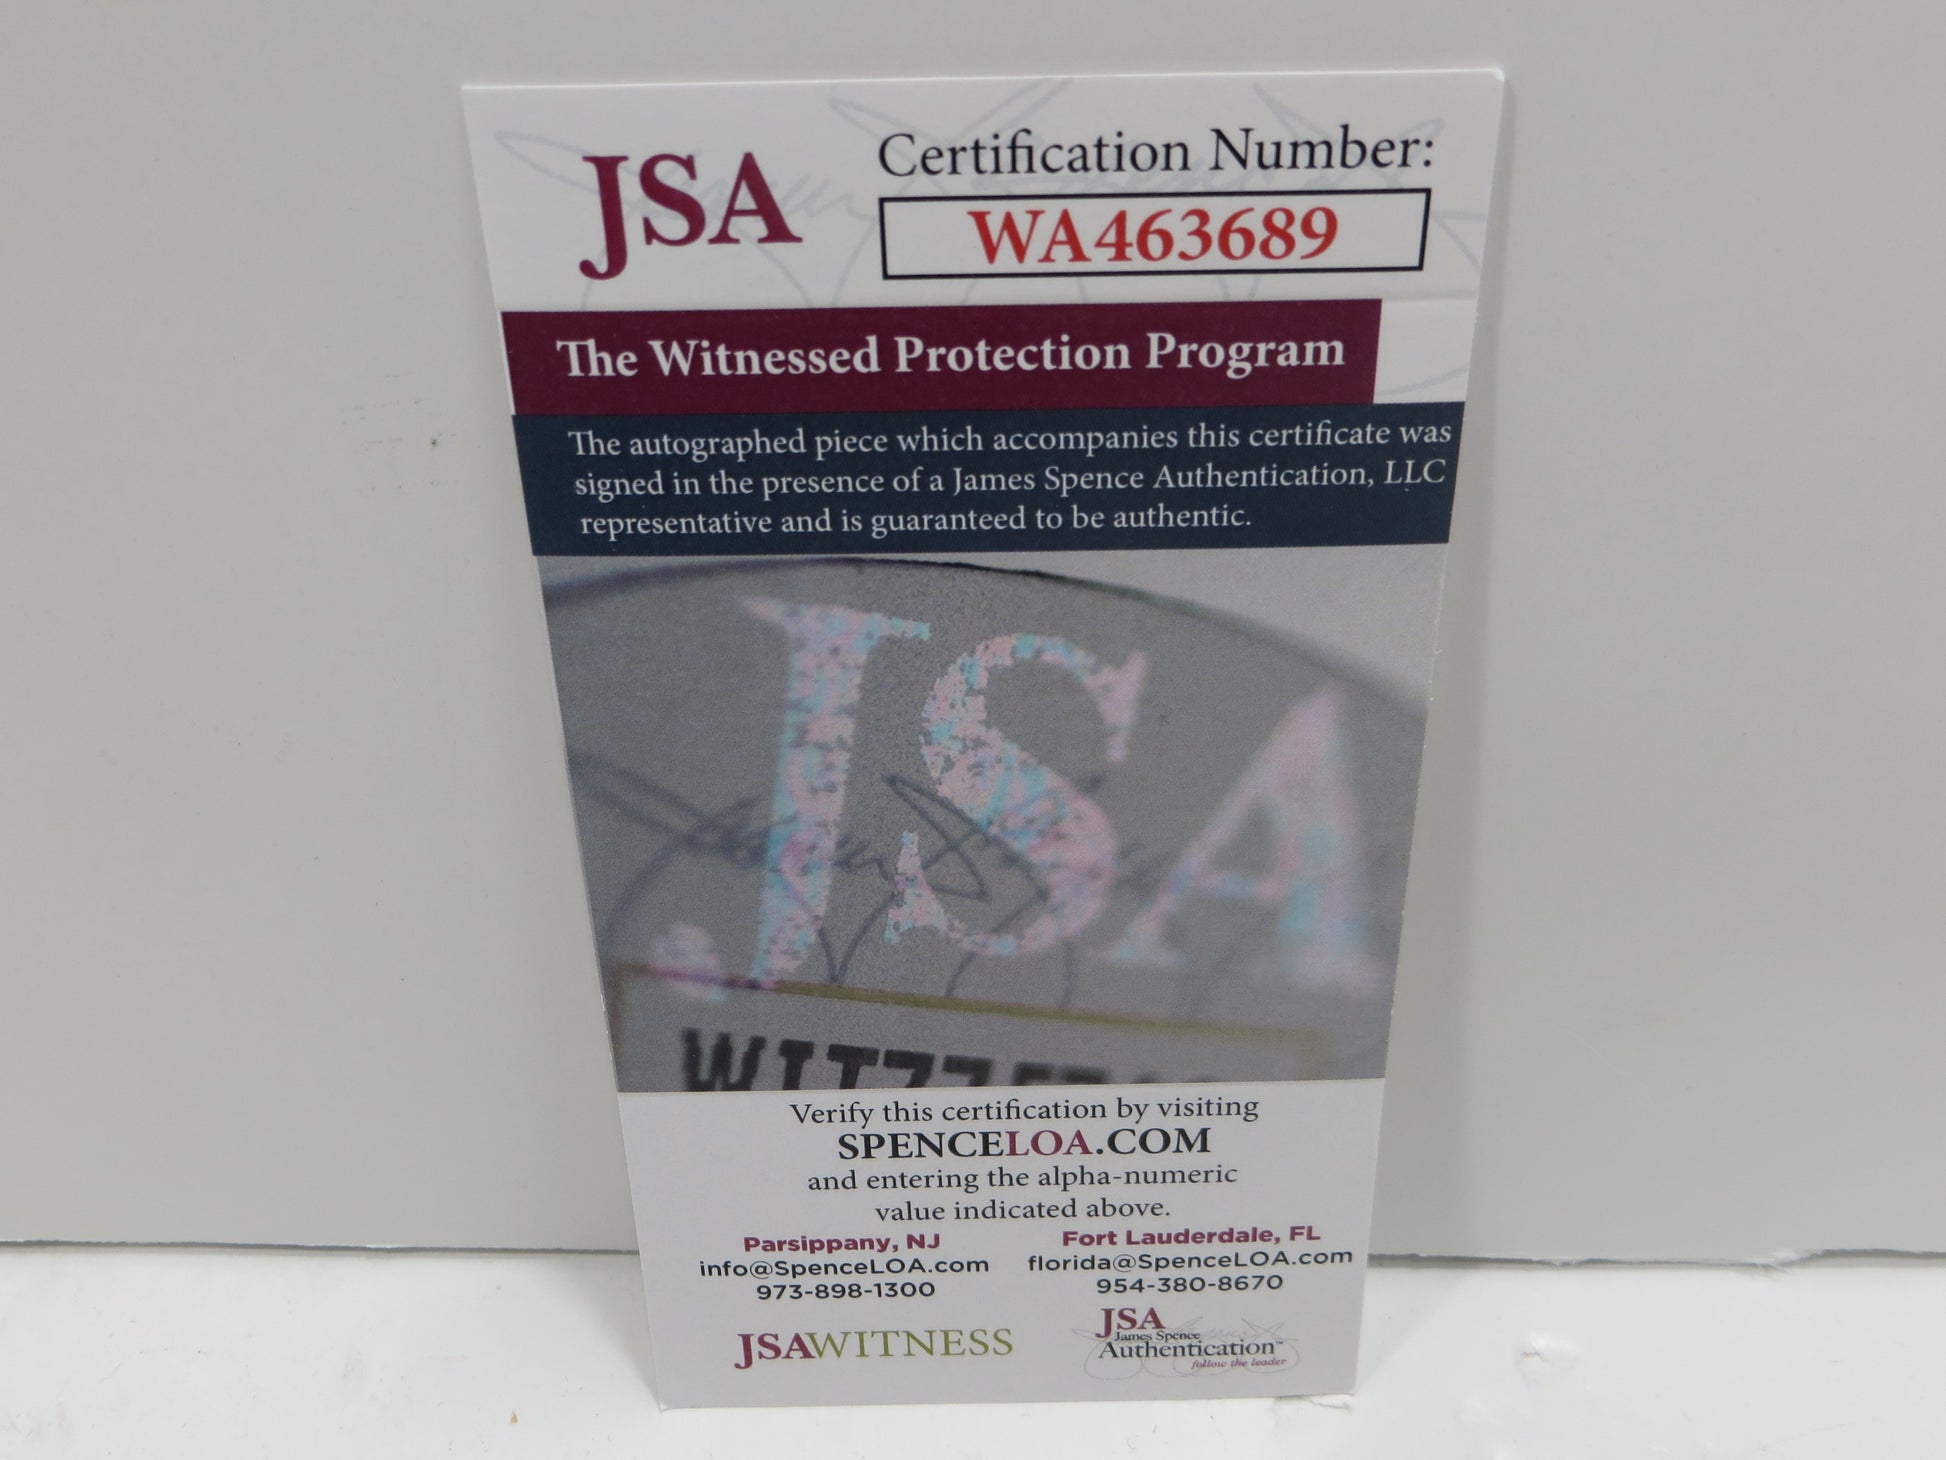 JSA
Certification Number:
WA463689
The Witnessed Protection Program
The autographed piece which accompanies this certificate was
signed in the presence of a James Spence Authentication, LLC
representative and is guaranteed to be authentic.
JSA
Verify this certification by visiting
SPENCELOA.COM
and entering the alpha-numeric
value indicated above.
Parsippany, NJ
info@SpenceLOA.com
973-898-1300
Fort Lauderdale, FL
florida@SpenceLOA.com
954-380-8670
JSAWITNESS
JSA
James Spence
Authentication™
follow the leader